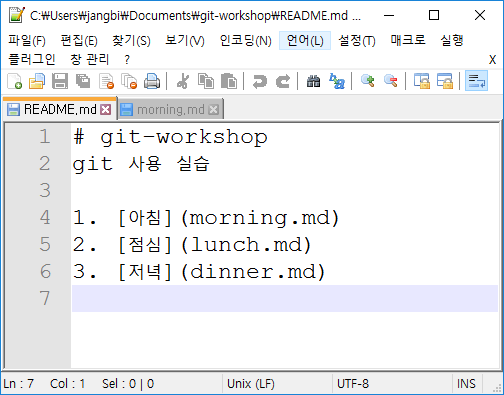 C:₩Users₩jangbi₩Documents₩git-workshop₩README.md ...
파일(F) 편집(E) 찾기(S) 보기(V) 인코딩(N) 언어(L) 설정(T) 매크로 실행
플러그인 창 관리 ? X
README.md morning.md
1 # git-workshop
2 git 사용 실습
3
4 1. [아침](morning.md)
5 2. [점심](lunch.md)
6 3. [저녁](dinner.md)
7
Ln : 7 Col : 1 Sel : 0 | 0 Unix (LF) UTF-8 INS